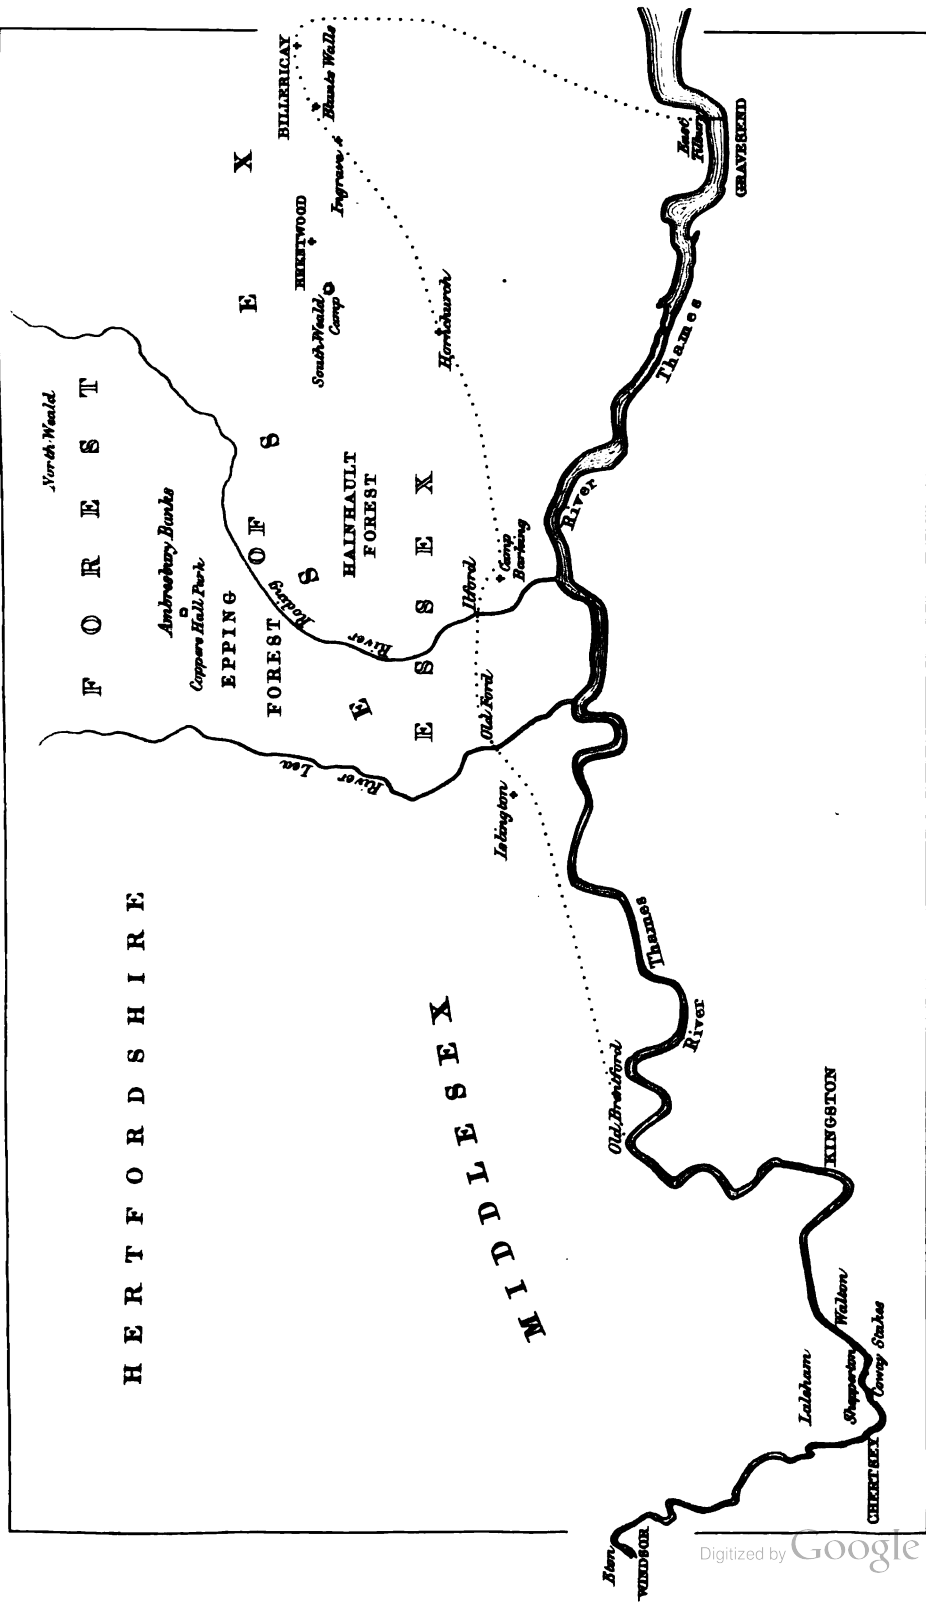 HERTFORDSHIRE
FOREST
OF
ESSEX
North Weald
Ambresbury Banks
Coppers Hall Park
EPPING
FOREST
River Lea
River Roding
HAINHAULT
FOREST
ESSEX
MIDDLESEX
BILLERICAY
Blunts Walls
Ingrave
BRENTWOOD
South Weald
Camp
Hornchurch
East
Tilbury
GRAVESEND
River Thames
Camp
Barking
Ilford
Old Ford
Islington
River Thames
Old Brentford
KINGSTON
Walton
Coway Stakes
Shepperton
Laleham
CHERTSEY
Eton
WINDSOR
Digitized by Google